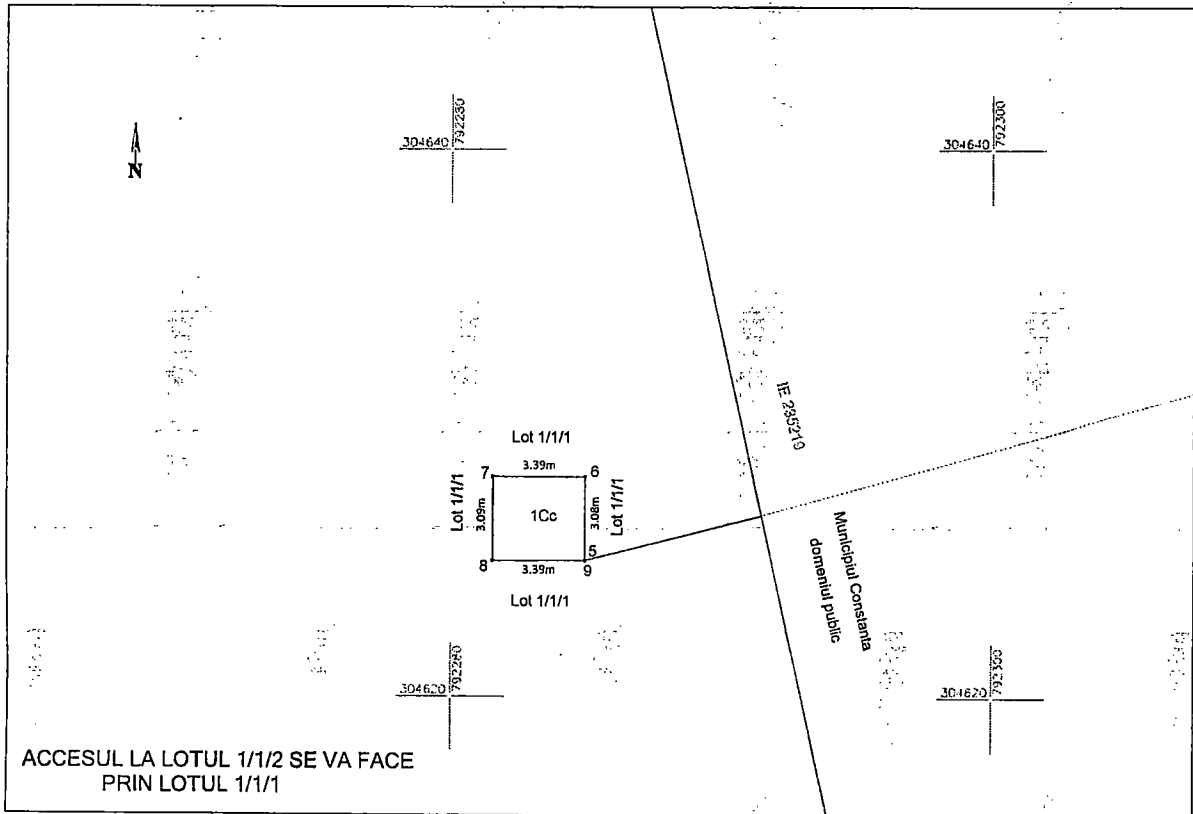 792280
304640
792300
304640
N
IE 235219
Lot 1/1/1
7
3.39m
6
Lot 1/1/1
3.09m
1Cc
3.08m
Lot 1/1/1
5
8
3.39m
9
Lot 1/1/1
Municipiul Constanta
domeniul public
792280
304620
792300
304620
ACCESUL LA LOTUL 1/1/2 SE VA FACE
PRIN LOTUL 1/1/1